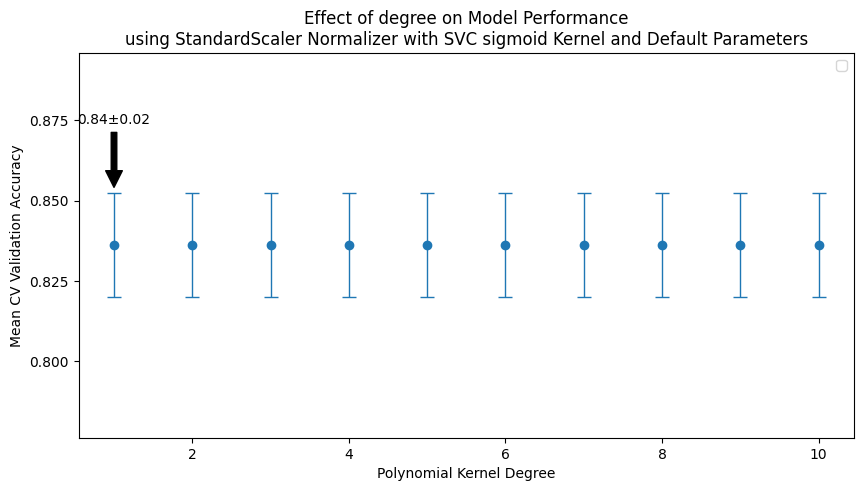 Effect of degree on Model Performance
using StandardScaler Normalizer with SVC sigmoid Kernel and Default Parameters
0.84±0.02
Mean CV Validation Accuracy
0.875
0.850
0.825
0.800
2 4 6 8 10
Polynomial Kernel Degree